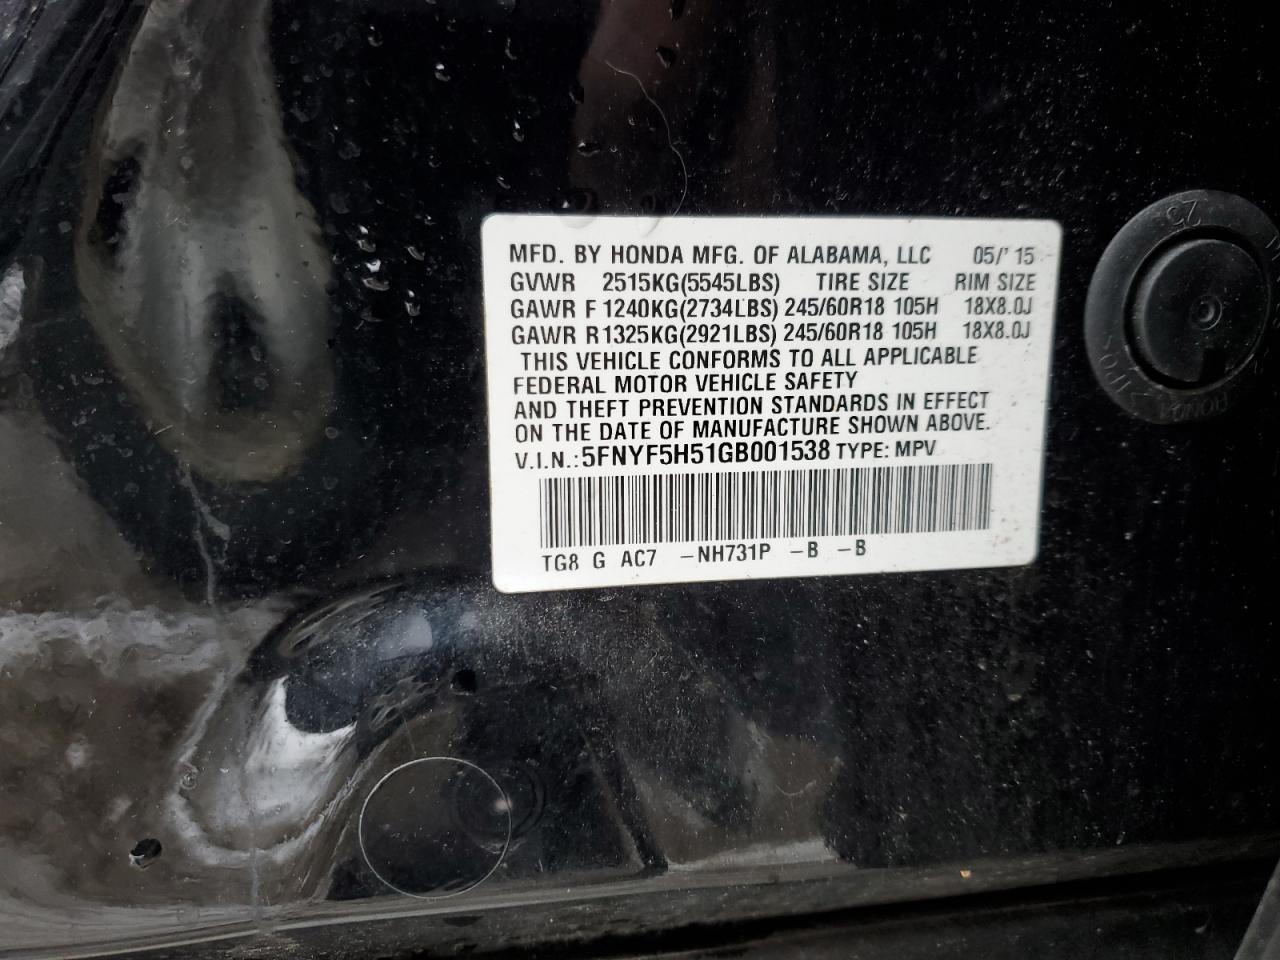 MFD. BY HONDA MFG. OF ALABAMA, LLC 05/'15
GVWR 2515KG(5545LBS) TIRE SIZE RIM SIZE
GAWR F 1240KG(2734LBS) 245/60R18 105H 18X8.0J
GAWR R1325KG(2921LBS) 245/60R18 105H 18X8.0J
THIS VEHICLE CONFORMS TO ALL APPLICABLE
FEDERAL MOTOR VEHICLE SAFETY
AND THEFT PREVENTION STANDARDS IN EFFECT
ON THE DATE OF MANUFACTURE SHOWN ABOVE.
V.I.N.: 5FNYF5H51GB001538 TYPE: MPV
TG8 G AC7 -NH731P -B -B
23
HONDA